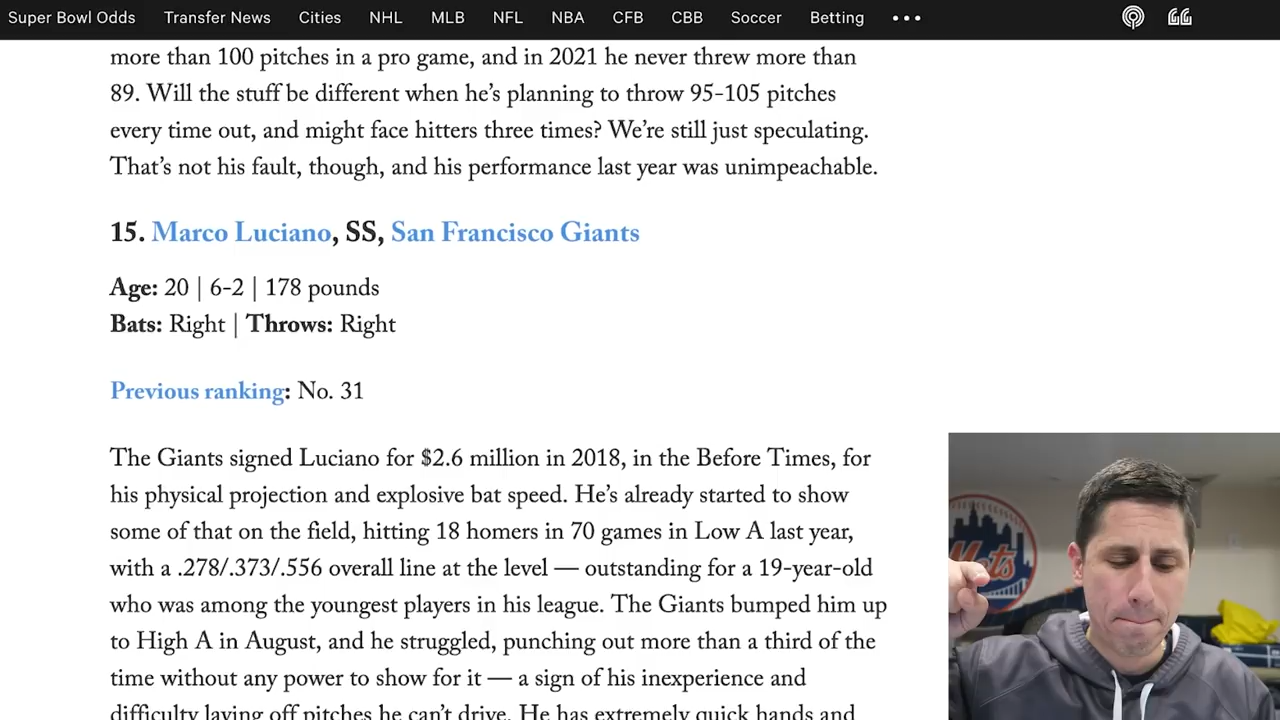 Super Bowl Odds Transfer News Cities NHL MLB NFL NBA CFB CBB Soccer Betting
more than 100 pitches in a pro game, and in 2021 he never threw more than
89. Will the stuff be different when he’s planning to throw 95-105 pitches
every time out, and might face hitters three times? We’re still just speculating.
That’s not his fault, though, and his performance last year was unimpeachable.
15. Marco Luciano, SS, San Francisco Giants
Age: 20 | 6-2 | 178 pounds
Bats: Right | Throws: Right
Previous ranking: No. 31
The Giants signed Luciano for $2.6 million in 2018, in the Before Times, for
his physical projection and explosive bat speed. He’s already started to show
some of that on the field, hitting 18 homers in 70 games in Low A last year,
with a .278/.373/.556 overall line at the level — outstanding for a 19-year-old
who was among the youngest players in his league. The Giants bumped him up
to High A in August, and he struggled, punching out more than a third of the
time without any power to show for it — a sign of his inexperience and
difficulty laying off pitches he can’t drive. He has extremely quick hands and
Mets